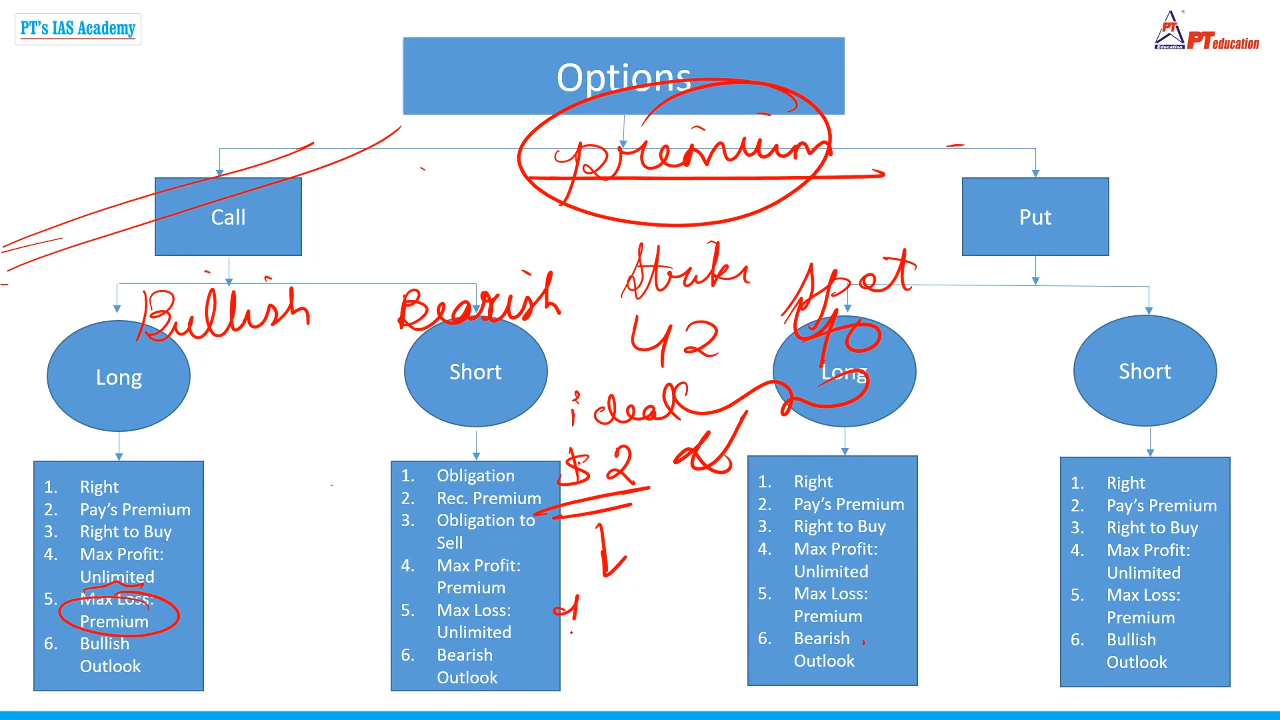 PT's IAS Academy
PT
Education
PT education
Options
premium
Call
Put
Bullish
Bearish
Strike
Spot
42
40
Long
Short
Long
Short
ideal
$2
1. Right
2. Pay's Premium
3. Right to Buy
4. Max Profit:
Unlimited
5. Max Loss:
Premium
6. Bullish
Outlook
1. Obligation
2. Rec. Premium
3. Obligation to
Sell
4. Max Profit:
Premium
5. Max Loss:
Unlimited
6. Bearish
Outlook
1. Right
2. Pay's Premium
3. Right to Buy
4. Max Profit:
Unlimited
5. Max Loss:
Premium
6. Bearish
Outlook
1. Right
2. Pay's Premium
3. Right to Buy
4. Max Profit:
Unlimited
5. Max Loss:
Premium
6. Bullish
Outlook